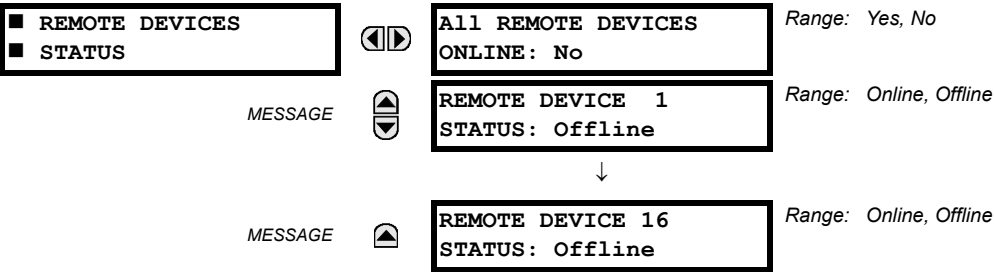 ■ REMOTE DEVICES
■ STATUS
All REMOTE DEVICES
ONLINE: No
Range: Yes, No
MESSAGE
REMOTE DEVICE 1
STATUS: Offline
Range: Online, Offline
↓
MESSAGE
REMOTE DEVICE 16
STATUS: Offline
Range: Online, Offline